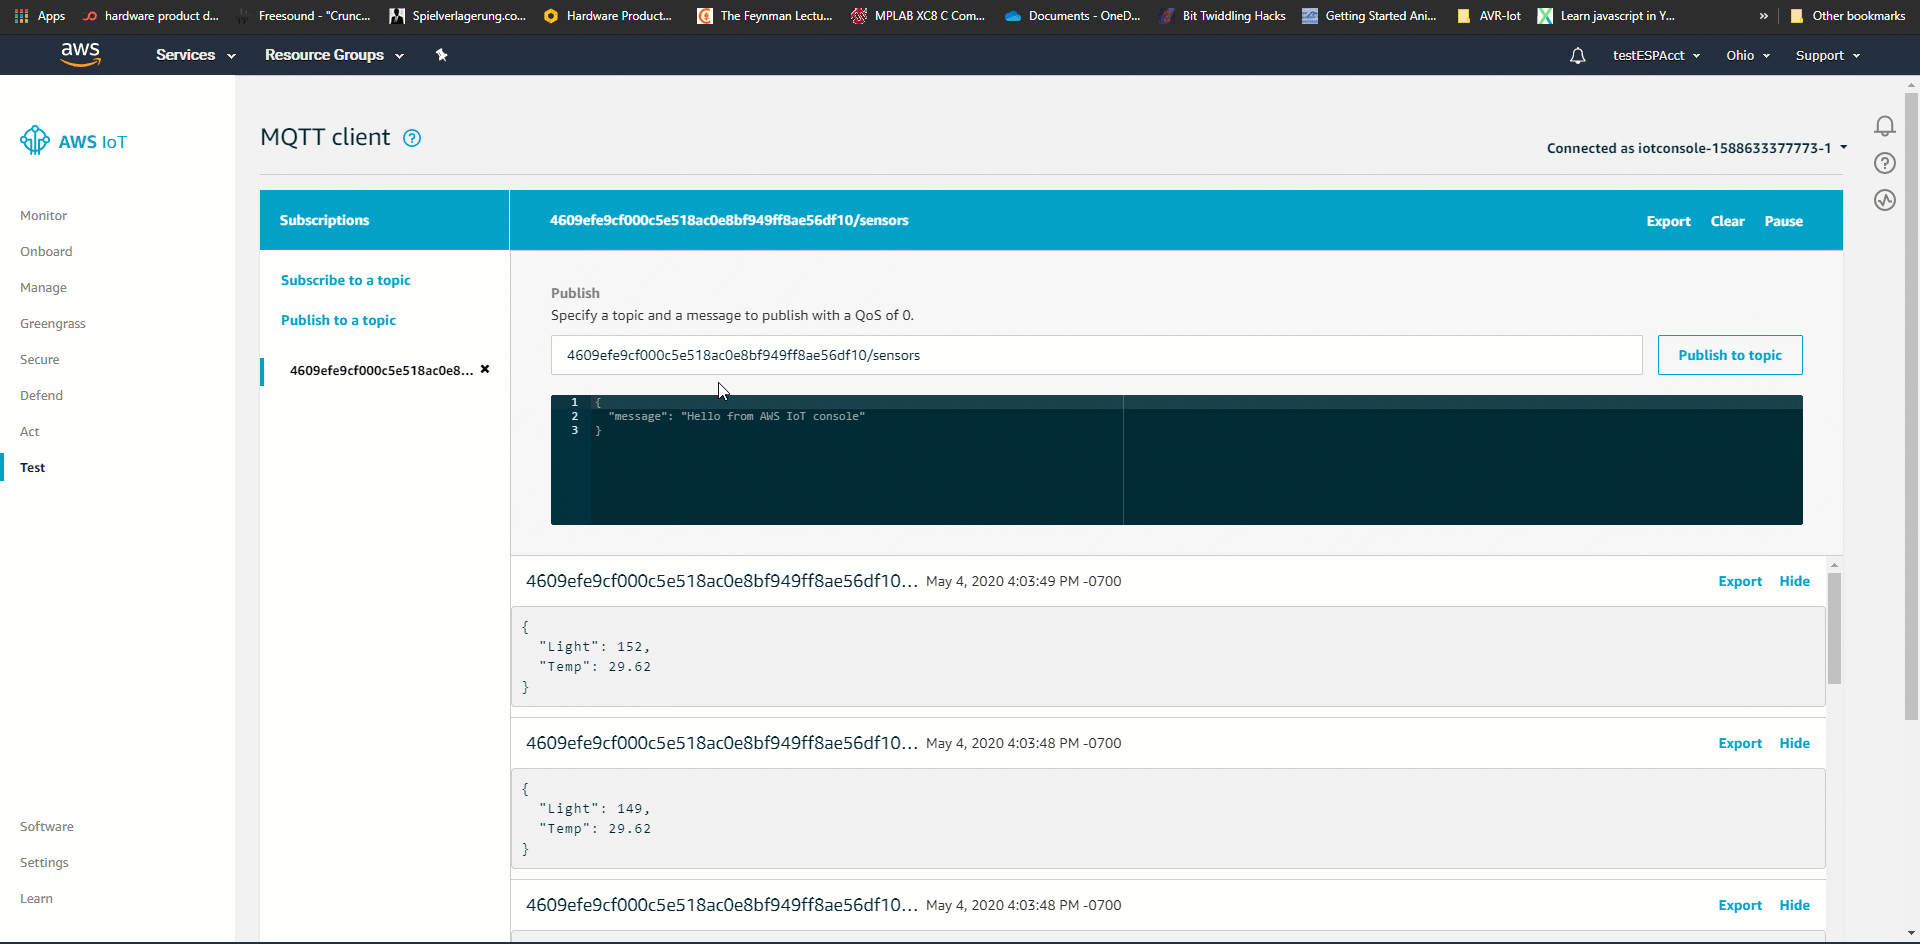 Apps hardware product d... Freesound - "Crunc... Spielverlagerung.co... Hardware Product... The Feynman Lectu... MPLAB XC8 C Com... Documents - OneD... Bit Twiddling Hacks Getting Started Ani... AVR-Iot Learn javascript in Y... » Other bookmarks
aws Services Resource Groups testESPAcct Ohio Support
AWS IoT
Monitor
Onboard
Manage
Greengrass
Secure
Defend
Act
Test
Software
Settings
Learn
MQTT client
Connected as iotconsole-1588633377773-1
Subscriptions
Subscribe to a topic
Publish to a topic
4609efe9cf000c5e518ac0e8...
4609efe9cf000c5e518ac0e8bf949ff8ae56df10/sensors
Export Clear Pause
Publish
Specify a topic and a message to publish with a QoS of 0.
4609efe9cf000c5e518ac0e8bf949ff8ae56df10/sensors
Publish to topic
1 {
2 "message": "Hello from AWS IoT console"
3 }
4609efe9cf000c5e518ac0e8bf949ff8ae56df10... May 4, 2020 4:03:49 PM -0700 Export Hide
{
"Light": 152,
"Temp": 29.62
}
4609efe9cf000c5e518ac0e8bf949ff8ae56df10... May 4, 2020 4:03:48 PM -0700 Export Hide
{
"Light": 149,
"Temp": 29.62
}
4609efe9cf000c5e518ac0e8bf949ff8ae56df10... May 4, 2020 4:03:48 PM -0700 Export Hide